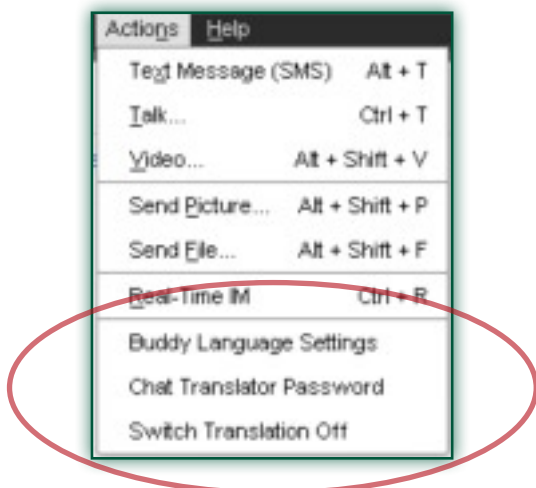 Actions Help
Text Message (SMS) Alt + T
Talk... Ctrl + T
Video... Alt + Shift + V
Send Picture... Alt + Shift + P
Send File... Alt + Shift + F
Real-Time IM Ctrl + R
Buddy Language Settings
Chat Translator Password
Switch Translation Off